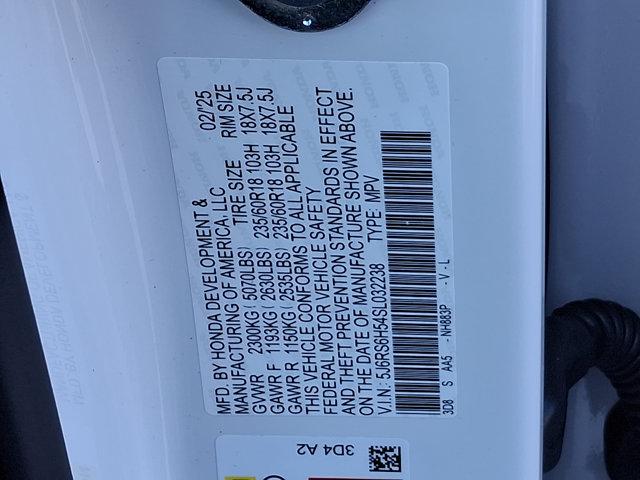 MFD. BY HONDA DEVELOPMENT &
MANUFACTURING OF AMERICA, LLC 02/'25
GVWR 2300KG (5070LBS) TIRE SIZE RIM SIZE
GAWR F 1193KG (2630LBS) 235/60R18 103H 18X7.5J
GAWR R 1150KG (2535LBS) 235/60R18 103H 18X7.5J
THIS VEHICLE CONFORMS TO ALL APPLICABLE
FEDERAL MOTOR VEHICLE SAFETY
AND THEFT PREVENTION STANDARDS IN EFFECT
ON THE DATE OF MANUFACTURE SHOWN ABOVE.
V.I.N: 5J6RS6H54SL032238 TYPE: MPV
3D8 S AA5 - NH883P - V - L
3D4 A2